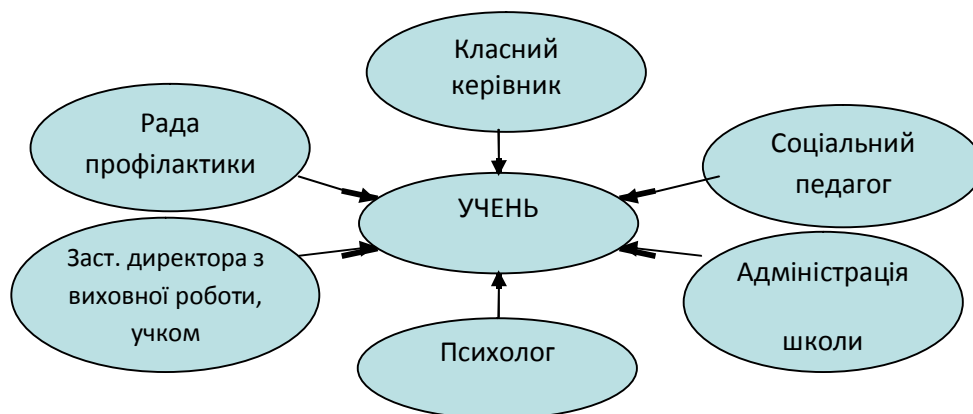 Класний
керівник
Рада
профілактики
Соціальний
педагог
УЧЕНЬ
Заст. директора з
виховної роботи,
учком
Адміністрація
школи
Психолог